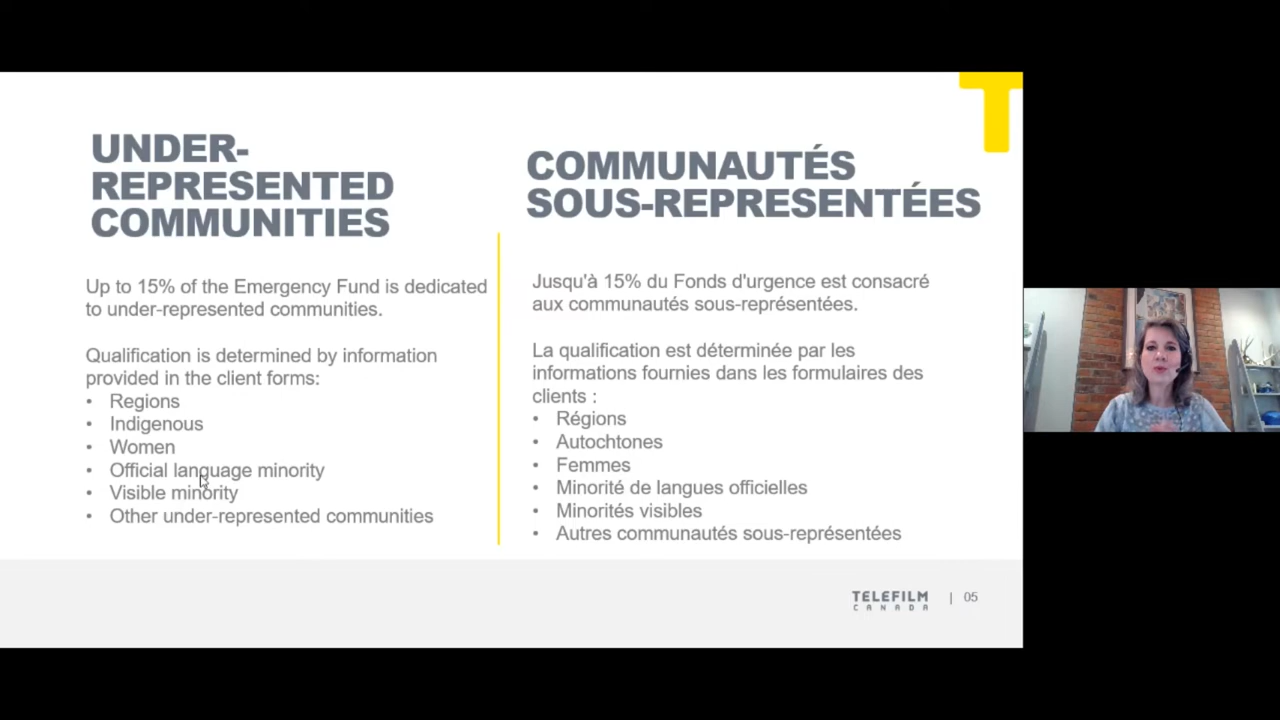 UNDER-
REPRESENTED
COMMUNITIES
Up to 15% of the Emergency Fund is dedicated
to under-represented communities.
Qualification is determined by information
provided in the client forms:
• Regions
• Indigenous
• Women
• Official language minority
• Visible minority
• Other under-represented communities
COMMUNAUTÉS
SOUS-REPRESENTÉES
Jusqu'à 15% du Fonds d'urgence est consacré
aux communautés sous-représentées.
La qualification est déterminée par les
informations fournies dans les formulaires des
clients :
• Régions
• Autochtones
• Femmes
• Minorité de langues officielles
• Minorités visibles
• Autres communautés sous-représentées
T
TELEFILM
CANADA
| 05